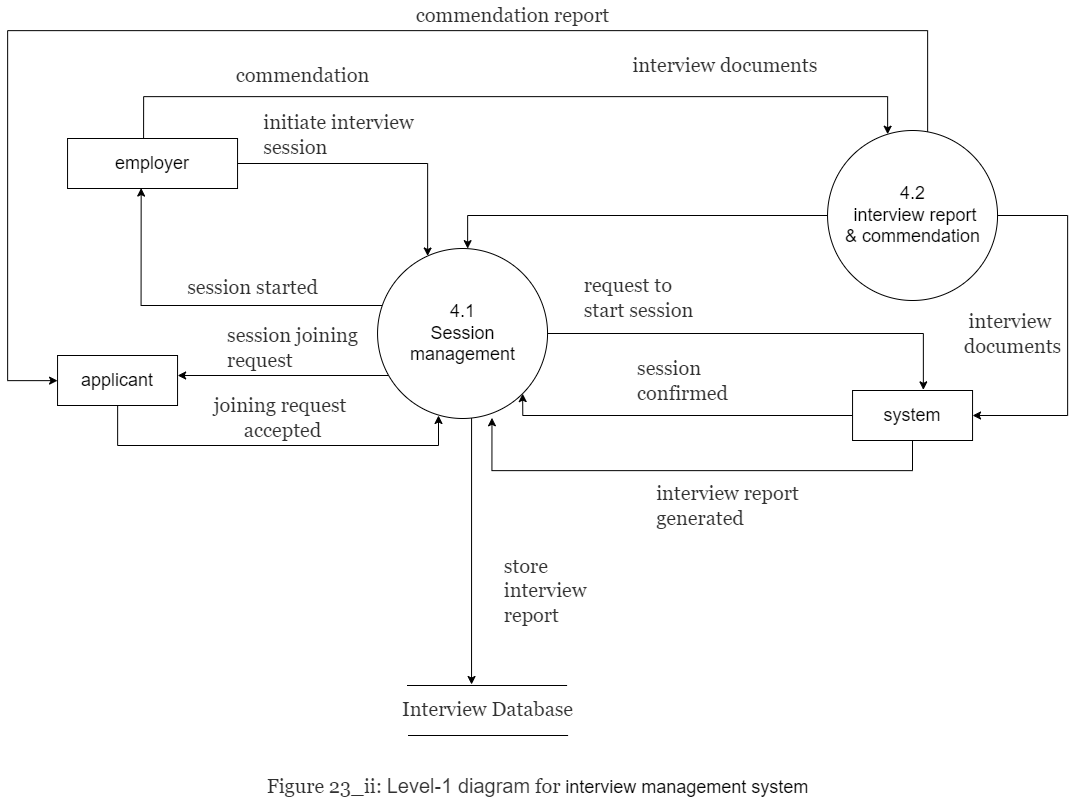 commendation report
interview documents
commendation
initiate interview
session
employer
4.2
interview report
& commendation
session started
request to
start session
4.1
Session
management
session joining
request
interview
documents
applicant
session
confirmed
joining request
accepted
system
interview report
generated
store
interview
report
Interview Database
Figure 23_ii: Level-1 diagram for interview management system